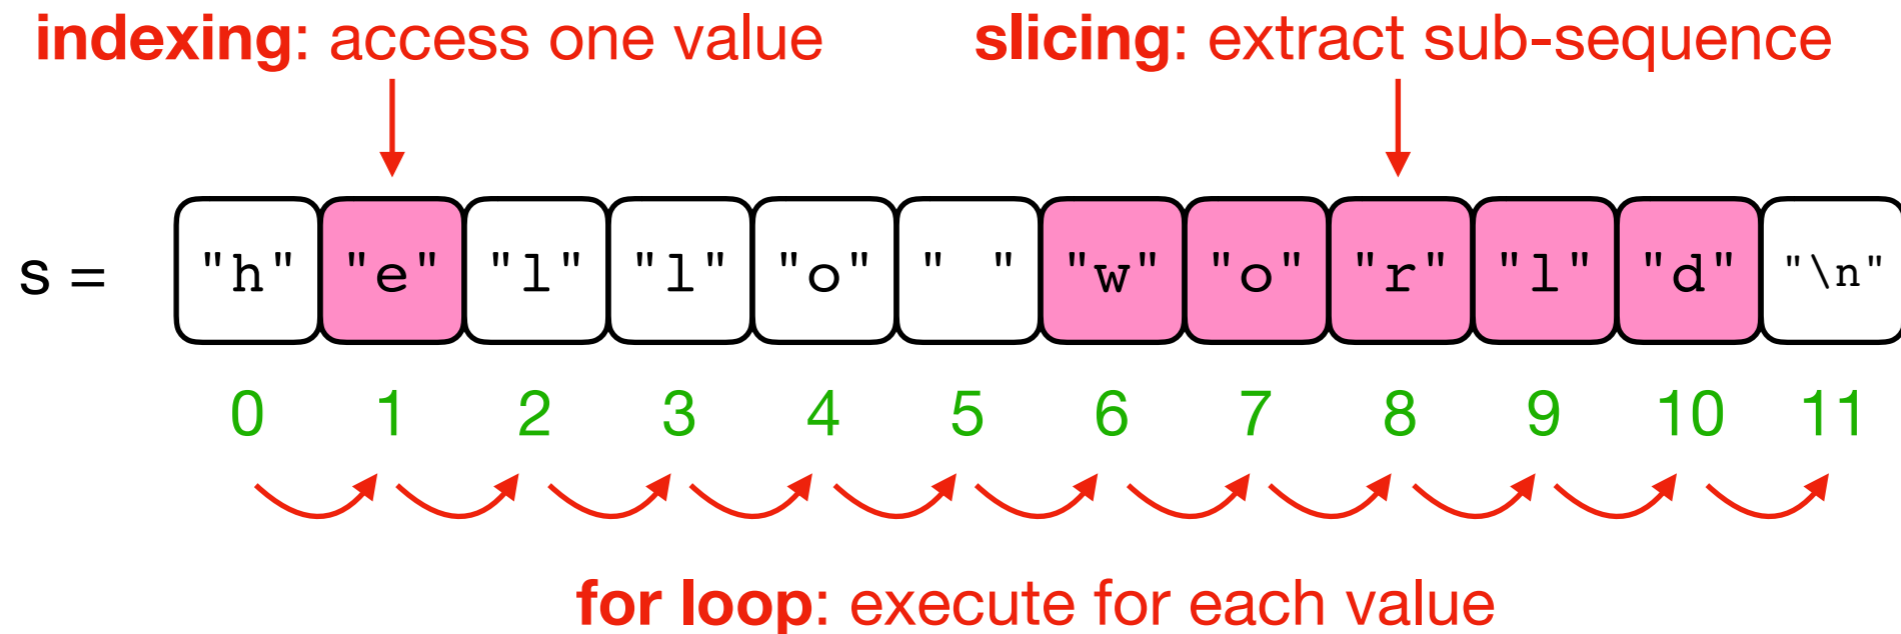 indexing: access one value
slicing: extract sub-sequence
s = "h" "e" "l" "l" "o" " " "w" "o" "r" "l" "d" "\n"
0 1 2 3 4 5 6 7 8 9 10 11
for loop: execute for each value